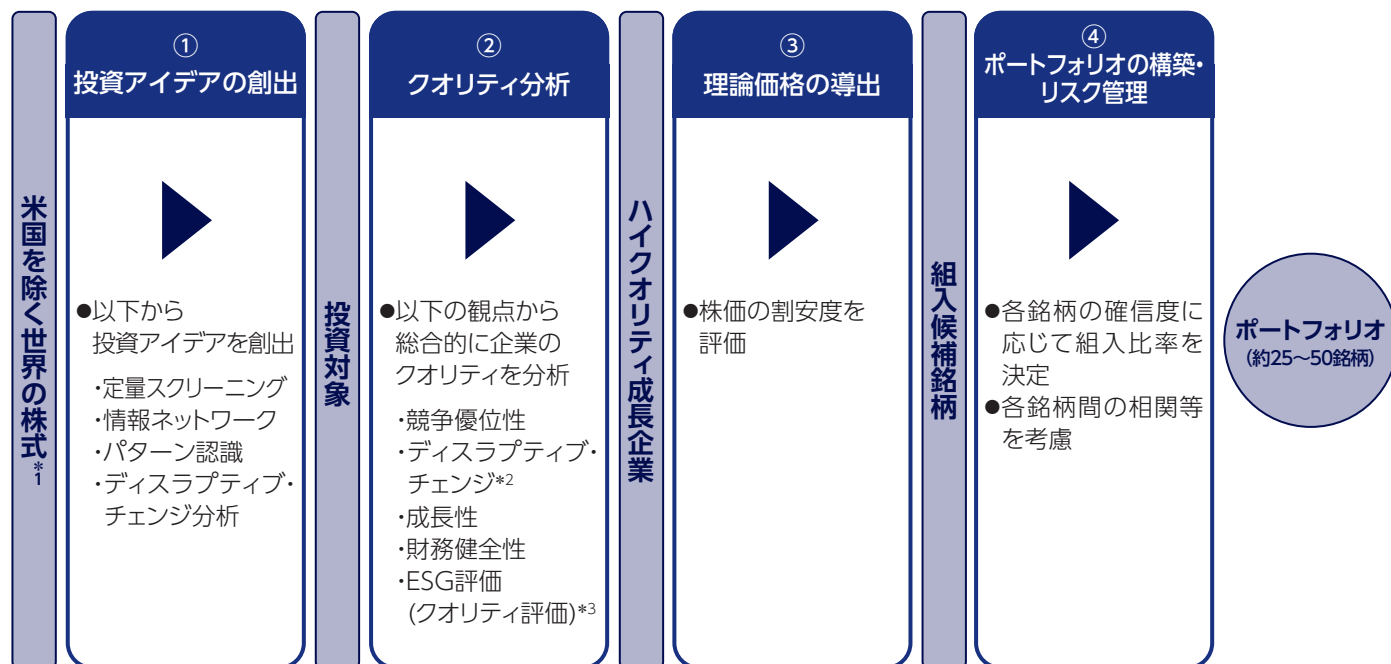 米国を除く世界の株式*1
①
投資アイデアの創出
●以下から
投資アイデアを創出
・定量スクリーニング
・情報ネットワーク
・パターン認識
・ディスラプティブ・
チェンジ分析
投資対象
②
クオリティ分析
●以下の観点から
総合的に企業の
クオリティを分析
・競争優位性
・ディスラプティブ・
チェンジ*2
・成長性
・財務健全性
・ESG評価
(クオリティ評価)*3
ハイクオリティ成長企業
③
理論価格の導出
●株価の割安度を
評価
組入候補銘柄
④
ポートフォリオの構築・
リスク管理
●各銘柄の確信度に
応じて組入比率を
決定
●各銘柄間の相関等
を考慮
ポートフォリオ
(約25～50銘柄)